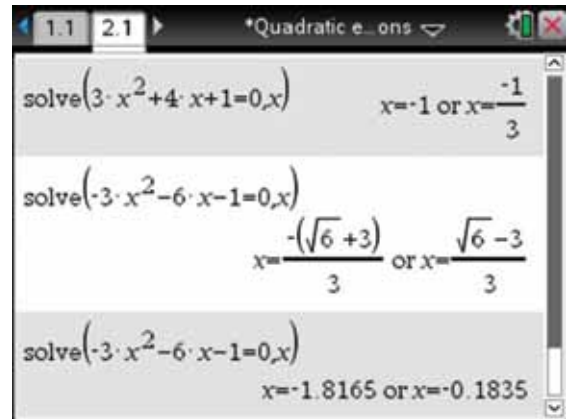 1.1 2.1 *Quadratic e…ons
solve(3·x²+4·x+1=0,x)
x=-1 or x=-1/3
solve(-3·x²-6·x-1=0,x)
x=-(√6+3)/3 or x=(√6-3)/3
solve(-3·x²-6·x-1=0,x)
x=-1.8165 or x=-0.1835